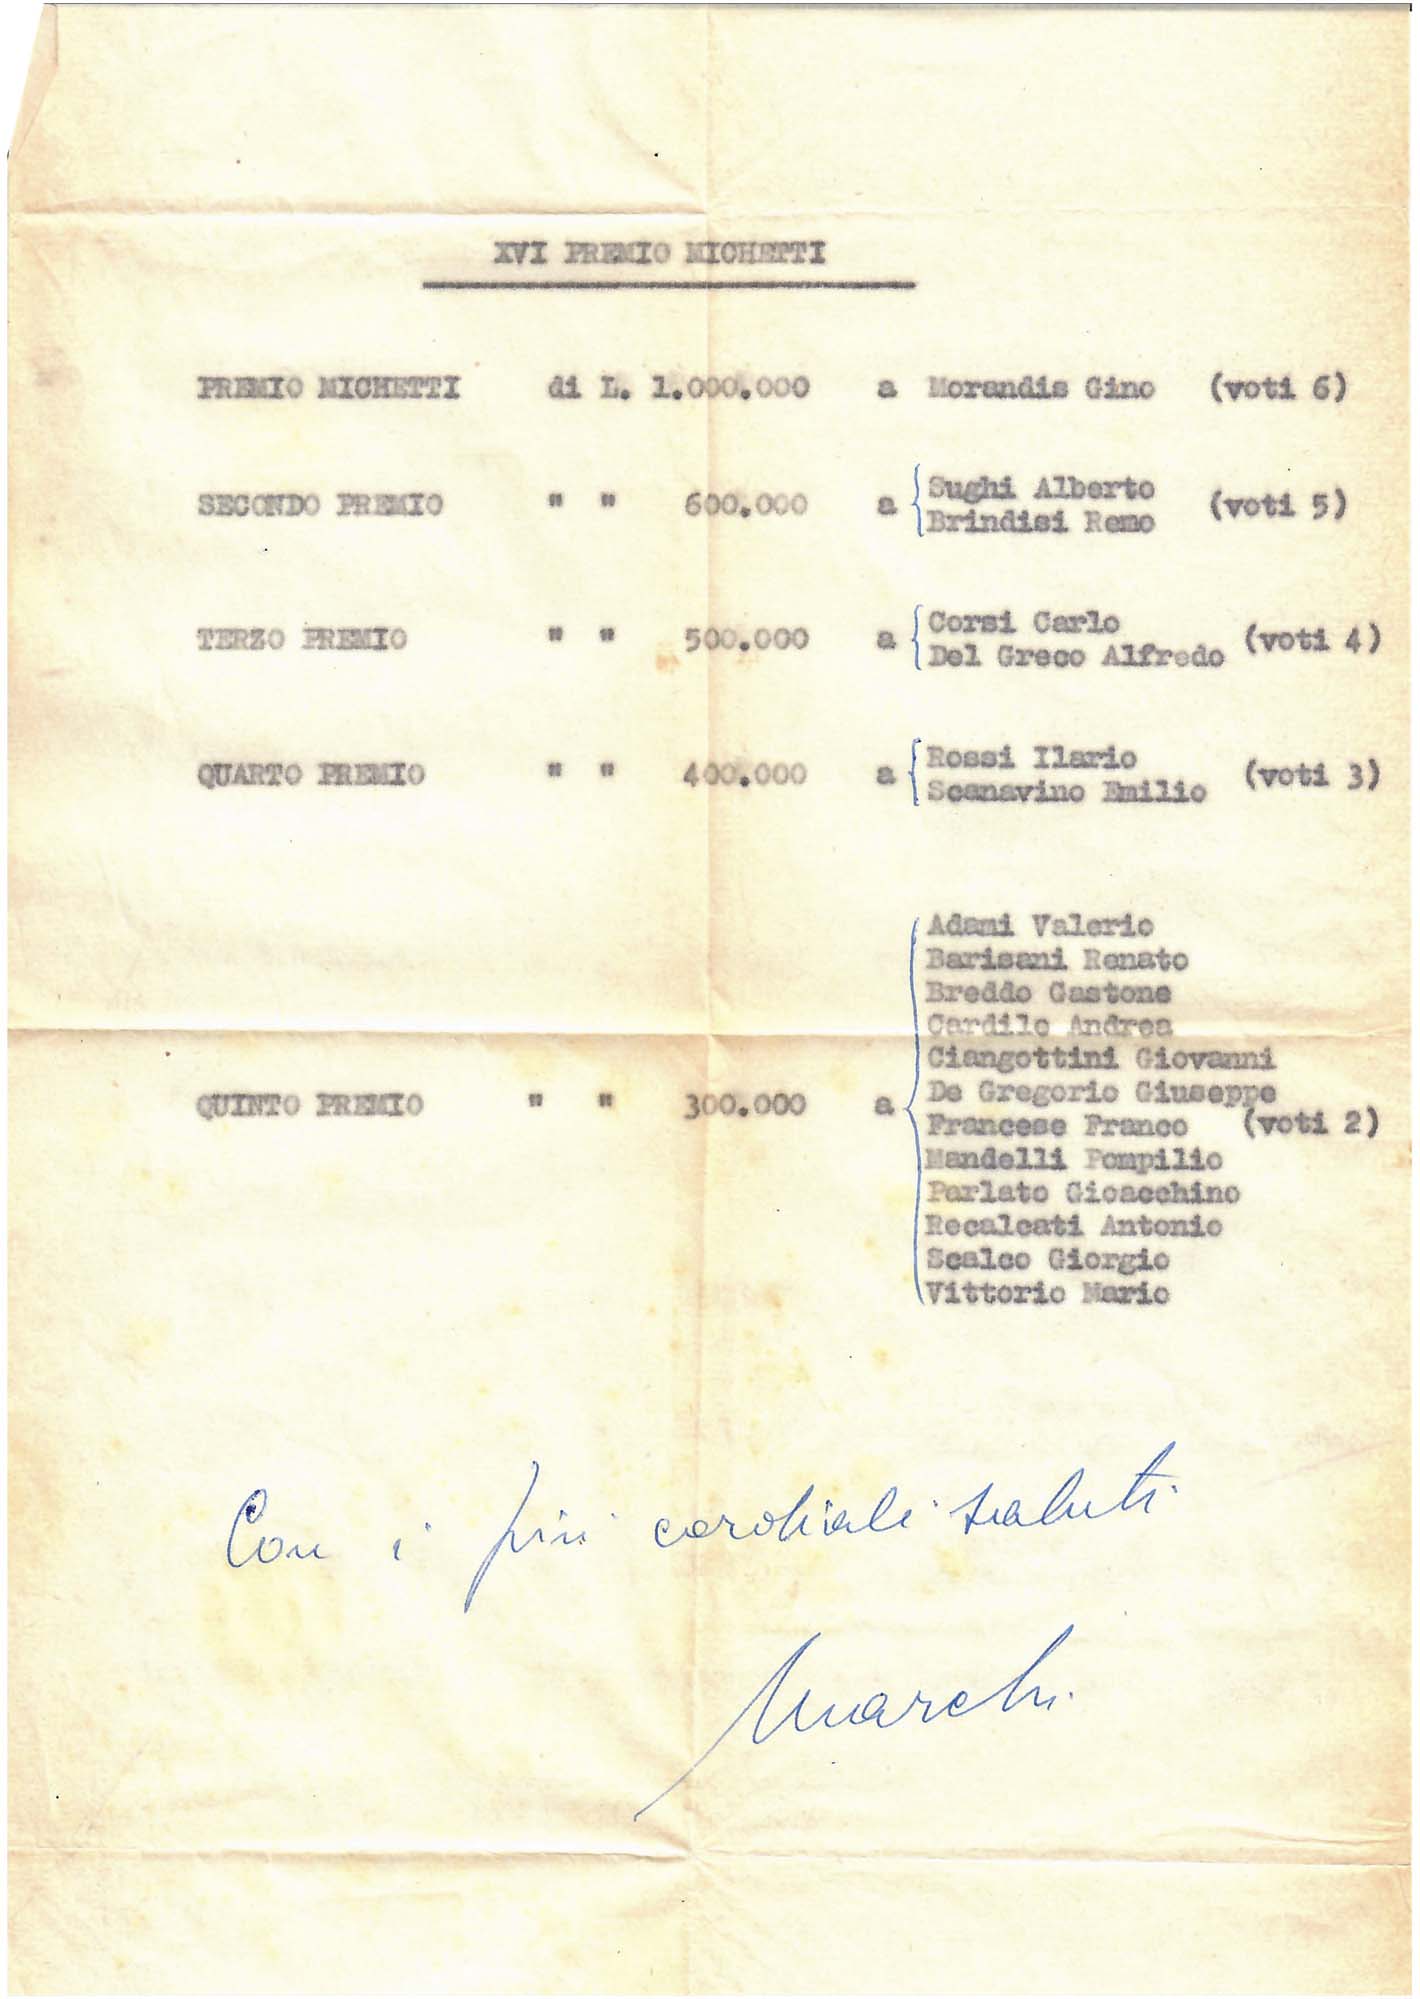 XVI PREMIO MICHETTI
PREMIO MICHETTI di L. 1.000.000 a Morandis Gino (voti 6)
SECONDO PREMIO " " 600.000 a Sughi Alberto
Brindisi Remo (voti 5)
TERZO PREMIO " " 500.000 a Corsi Carlo
Del Greco Alfredo (voti 4)
QUARTO PREMIO " " 400.000 a Rossi Ilario
Scanavino Emilio (voti 3)
Adami Valerio
Barisani Renato
Breddo Gastone
Cardile Andrea
Ciangottini Giovanni
De Gregorio Giuseppe
QUINTO PREMIO " " 300.000 a Francese Franco (voti 2)
Mandelli Pompilio
Parlato Gioacchino
Recalcati Antonio
Scalco Giorgio
Vittorio Mario
Con i più cordiali saluti
Marchi